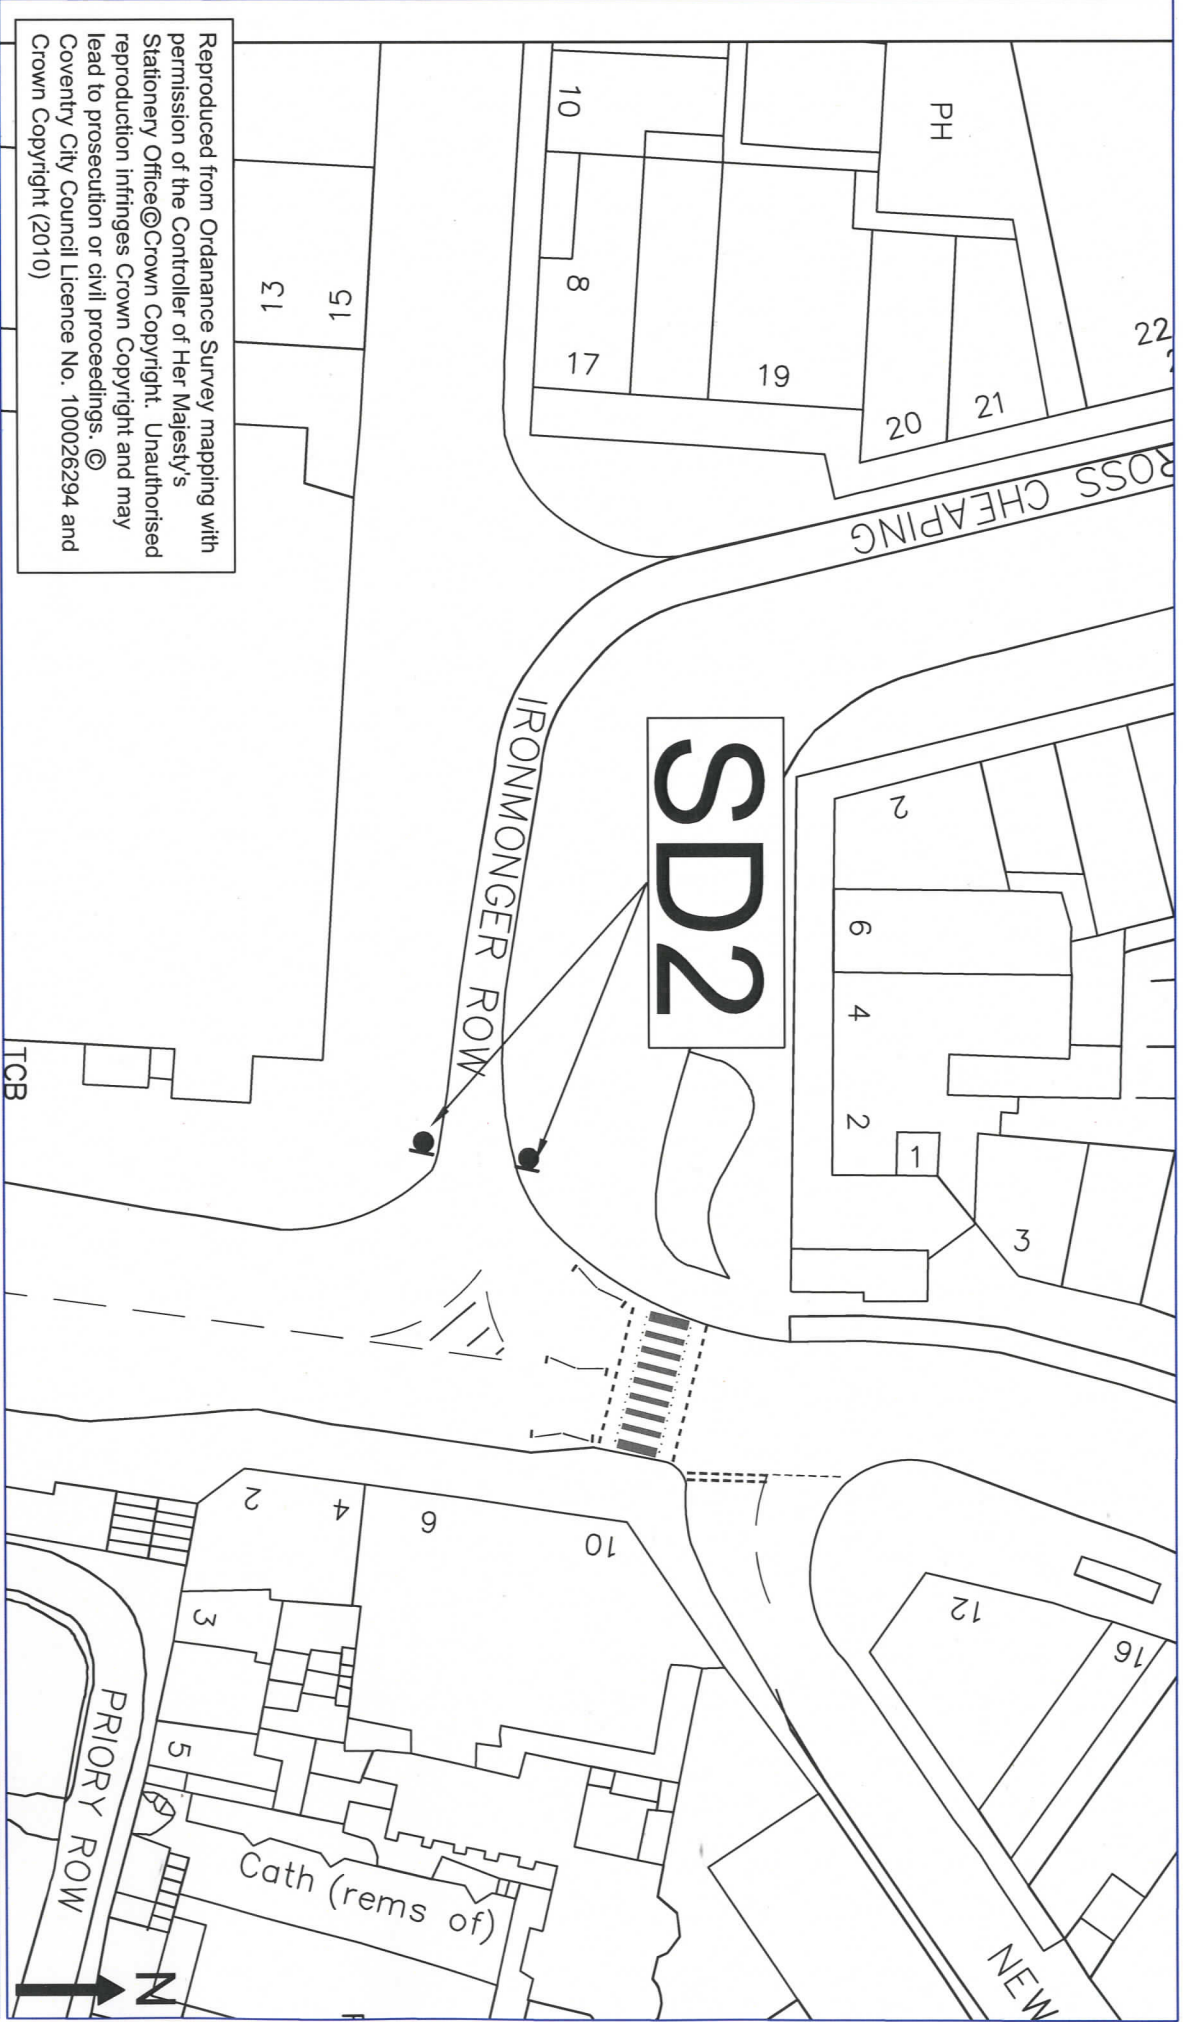 Reproduced from Ordanance Survey mapping with
permission of the Controller of Her Majesty's
Stationery Office©Crown Copyright. Unauthorised
reproduction infringes Crown Copyright and may
lead to prosecution or civil proceedings. ©
Coventry City Council Licence No. 100026294 and
Crown Copyright (2010)
13
15
10
8
17
19
20
21
22
PH
ROSS CHEAPING
IRONMONGER ROW
SD2
2
6
4
2
1
3
TCB
2
4
6
10
12
16
3
5
PRIORY ROW
Cath (rems of)
NEW
N